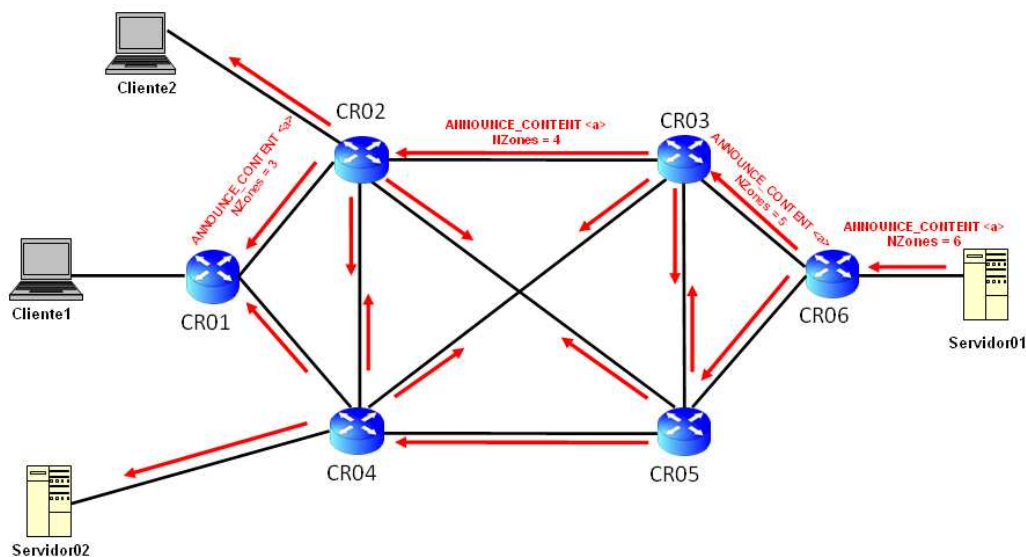 Cliente2
CR02
ANNOUNCE_CONTENT <a>
NZones = 4
CR03
ANNOUNCE_CONTENT <a>
NZones = 3
ANNOUNCE_CONTENT <a>
NZones = 5
ANNOUNCE_CONTENT <a>
NZones = 6
Cliente1
CR01
CR06
Servidor01
CR04
CR05
Servidor02